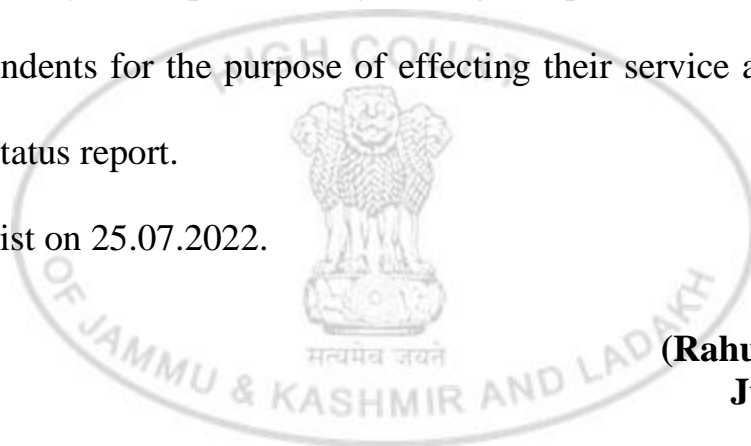 ndents for the purpose of effecting their service a
tatus report.
ist on 25.07.2022.
HIGH COURT
OF JAMMU & KASHMIR AND LADAKH
सत्यमेव जयते
(Rahu
J